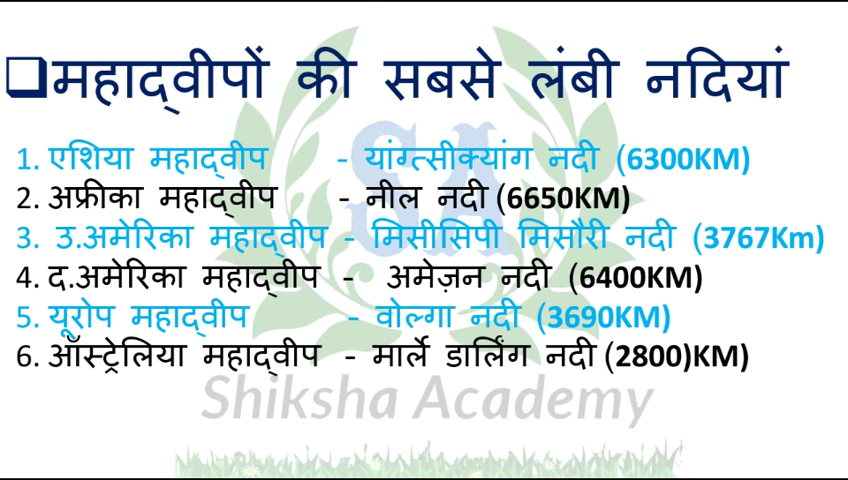 ❑महाद्वीपों की सबसे लंबी नदियां
1. एशिया महाद्वीप - यांग्त्सीक्यांग नदी (6300KM)
2. अफ्रीका महाद्वीप - नील नदी (6650KM)
3. उ.अमेरिका महाद्वीप - मिसीसिपी मिसौरी नदी (3767Km)
4. द.अमेरिका महाद्वीप - अमेज़न नदी (6400KM)
5. यूरोप महाद्वीप - वोल्गा नदी (3690KM)
6. ऑस्ट्रेलिया महाद्वीप - मार्ले डार्लिंग नदी (2800)KM)
SA
Shiksha Academy